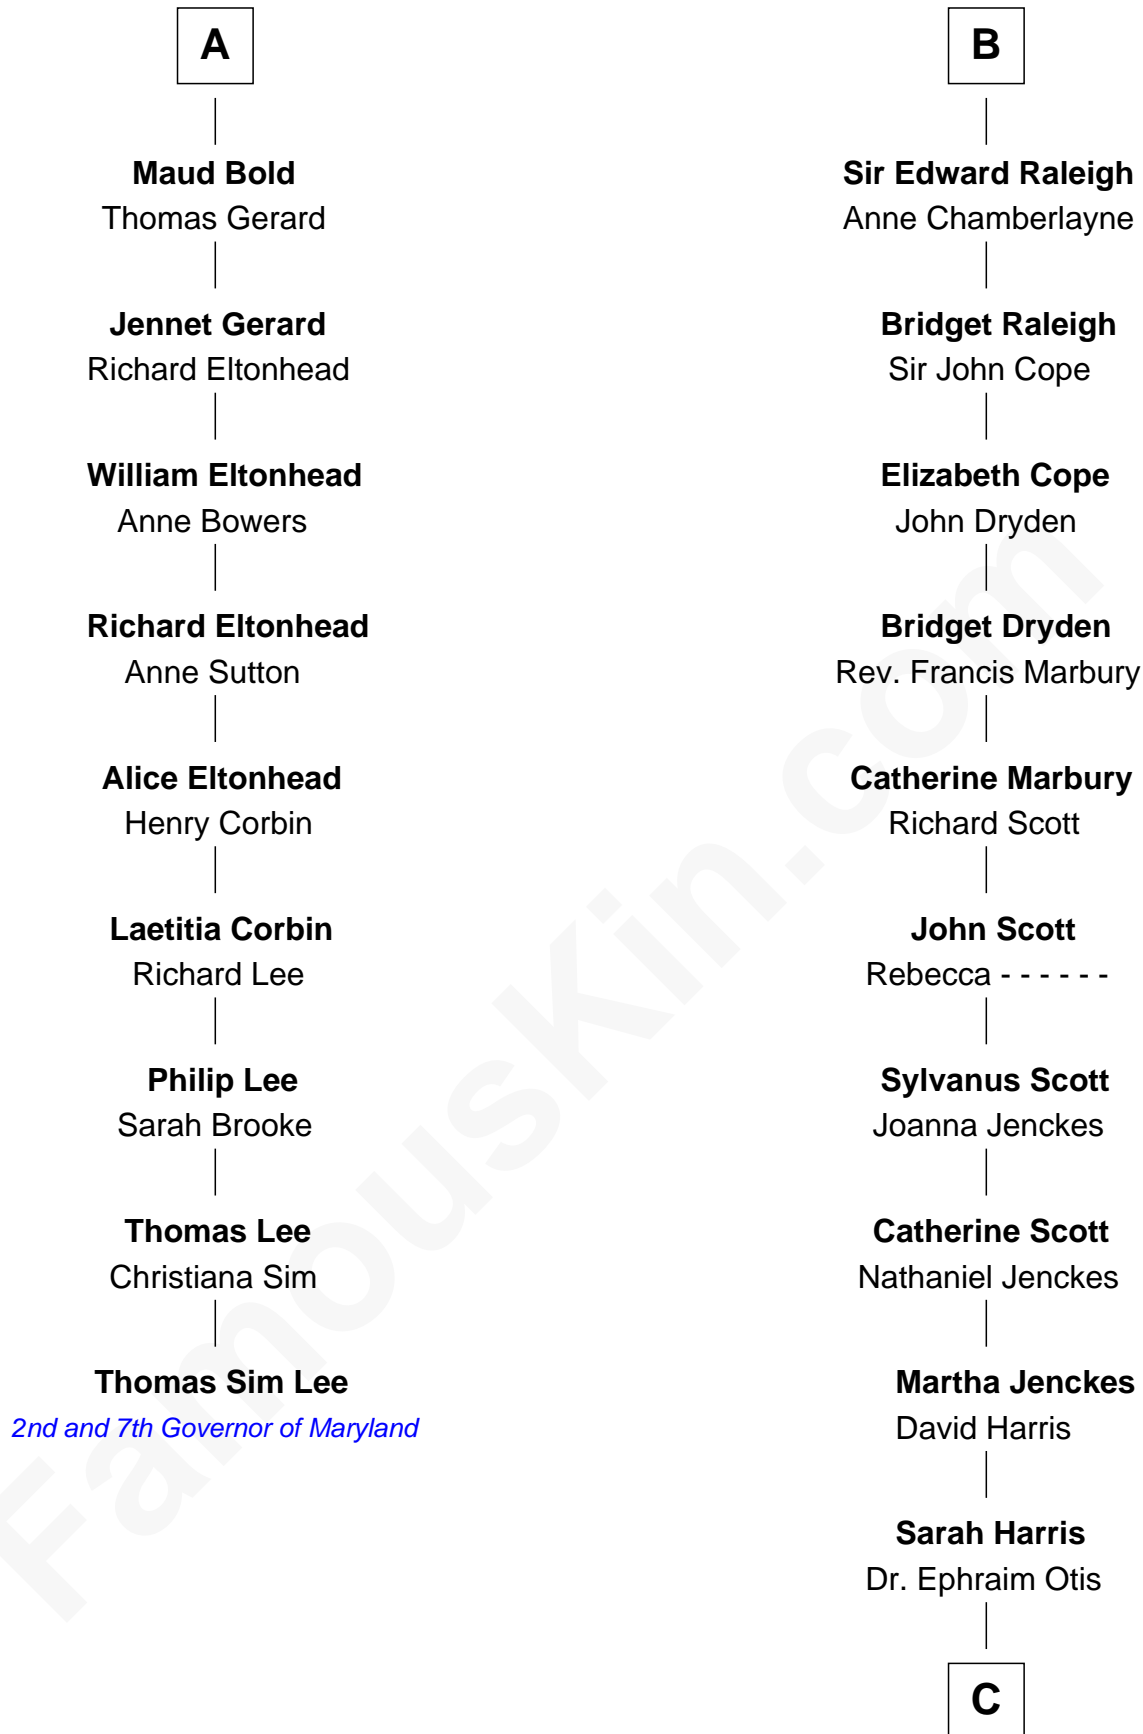 A
Maud Bold
Thomas Gerard
Jennet Gerard
Richard Eltonhead
William Eltonhead
Anne Bowers
Richard Eltonhead
Anne Sutton
Alice Eltonhead
Henry Corbin
Laetitia Corbin
Richard Lee
Philip Lee
Sarah Brooke
Thomas Lee
Christiana Sim
Thomas Sim Lee
2nd and 7th Governor of Maryland
B
Sir Edward Raleigh
Anne Chamberlayne
Bridget Raleigh
Sir John Cope
Elizabeth Cope
John Dryden
Bridget Dryden
Rev. Francis Marbury
Catherine Marbury
Richard Scott
John Scott
Rebecca - - - - - -
Sylvanus Scott
Joanna Jenckes
Catherine Scott
Nathaniel Jenckes
Martha Jenckes
David Harris
Sarah Harris
Dr. Ephraim Otis
C
FamousKin.com